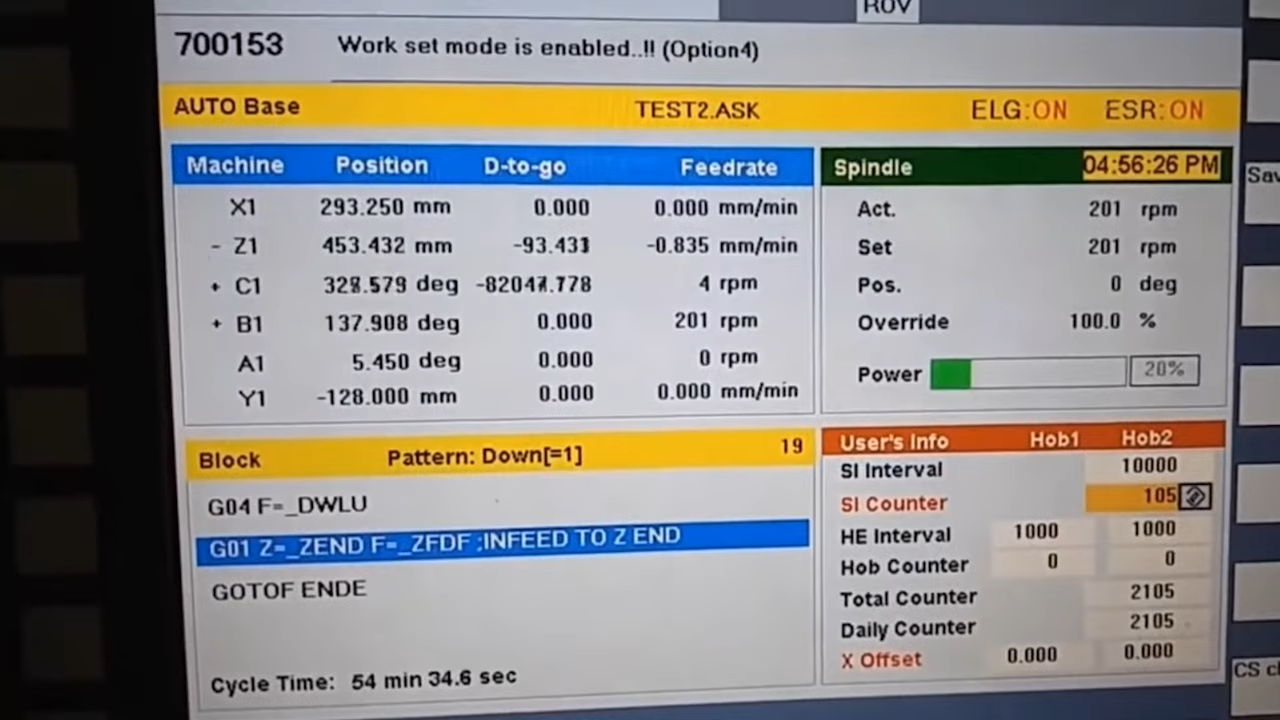 ROV
700153 Work set mode is enabled..!! (Option4)
AUTO Base TEST2.ASK ELG:ON ESR:ON
Machine Position D-to-go Feedrate
X1 293.250 mm 0.000 0.000 mm/min
- Z1 453.432 mm -93.431 -0.835 mm/min
+ C1 deg 4 rpm
+ B1 137.908 deg 0.000 201 rpm
A1 5.450 deg 0.000 0 rpm
Y1 -128.000 mm 0.000 0.000 mm/min
Spindle 04:56:26 PM
Act. 201 rpm
Set 201 rpm
Pos. 0 deg
Override 100.0 %
Power 20%
Block Pattern: Down[=1] 19
G04 F=_DWLU
G01 Z=_ZEND F=_ZFDF ;INFEED TO Z END
GOTOF ENDE
Cycle Time: 54 min 34.6 sec
User's Info Hob1 Hob2
SI Interval 10000
SI Counter 105
HE Interval 1000 1000
Hob Counter 0 0
Total Counter 2105
Daily Counter 2105
X Offset 0.000 0.000
Sav
CS cl